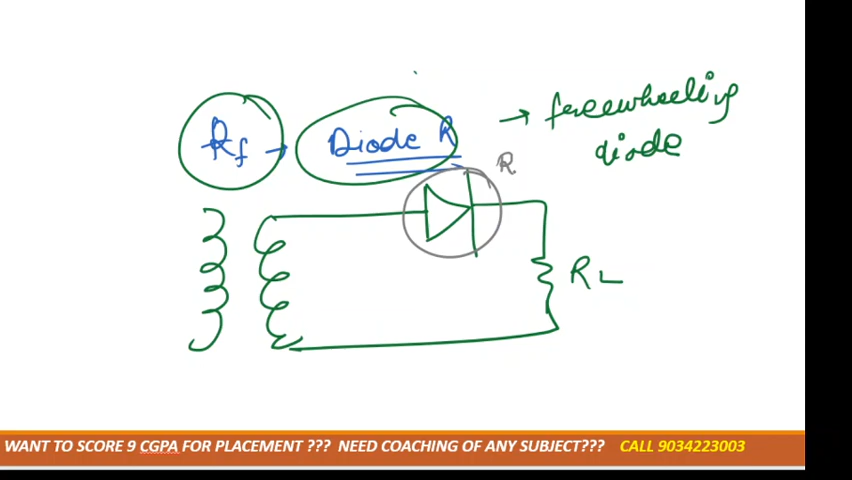 Rf → Diode R → freewheeling
diode
R
RL
WANT TO SCORE 9 CGPA FOR PLACEMENT ??? NEED COACHING OF ANY SUBJECT??? CALL 9034223003